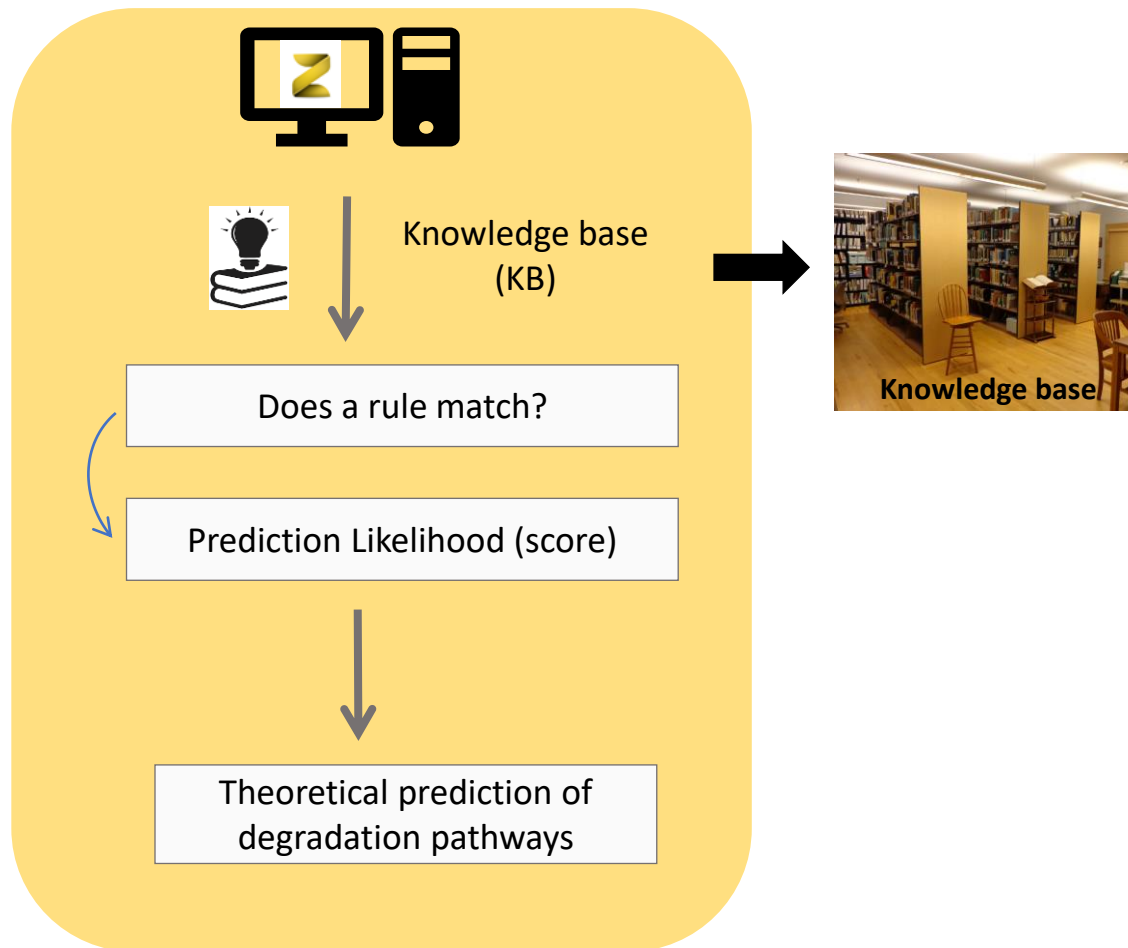 Knowledge base
(KB)
Knowledge base
Does a rule match?
Prediction Likelihood (score)
Theoretical prediction of
degradation pathways